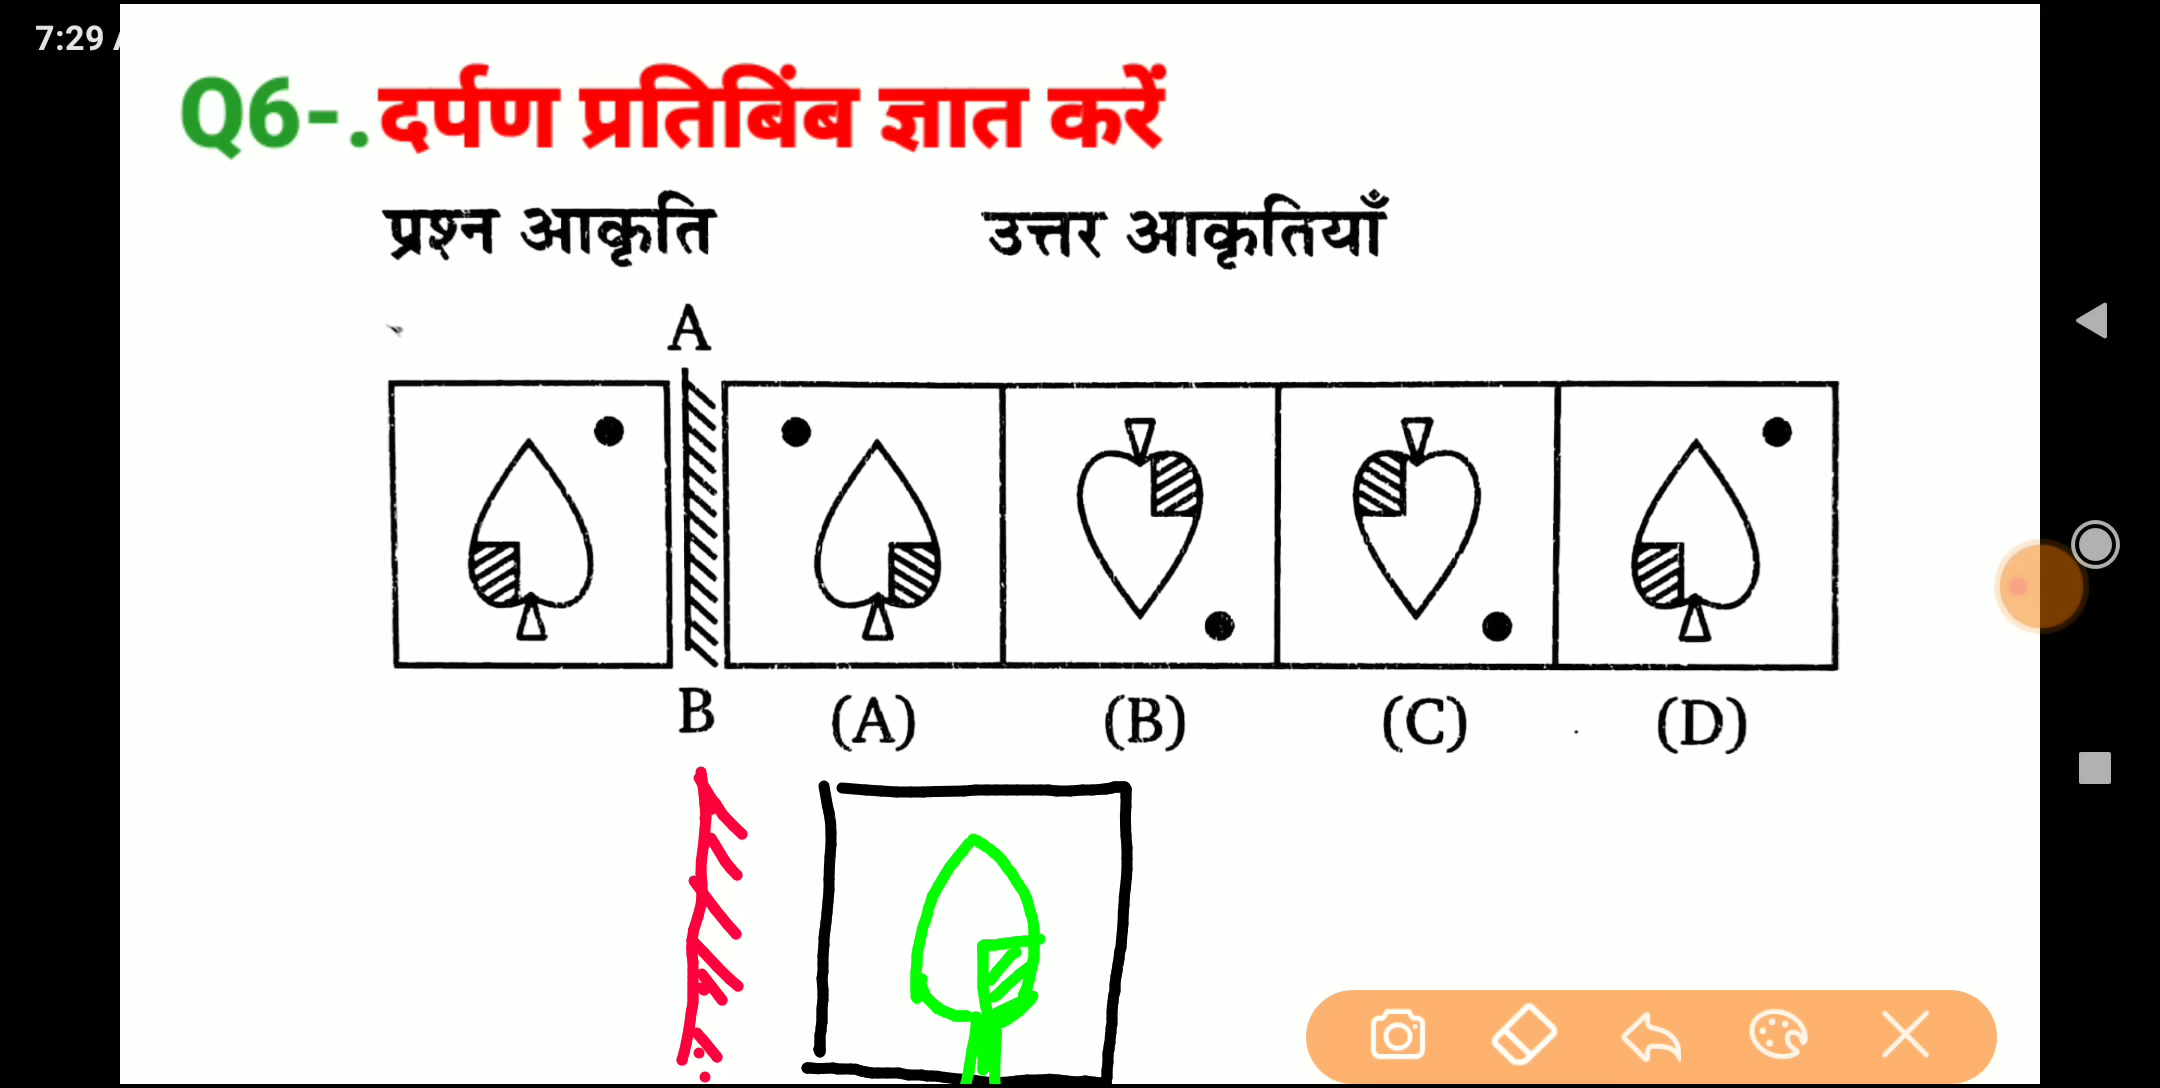 7:29
Q6-.दर्पण प्रतिबिंब ज्ञात करें
प्रश्न आकृति उत्तर आकृतियाँ
A
B (A) (B) (C) (D)